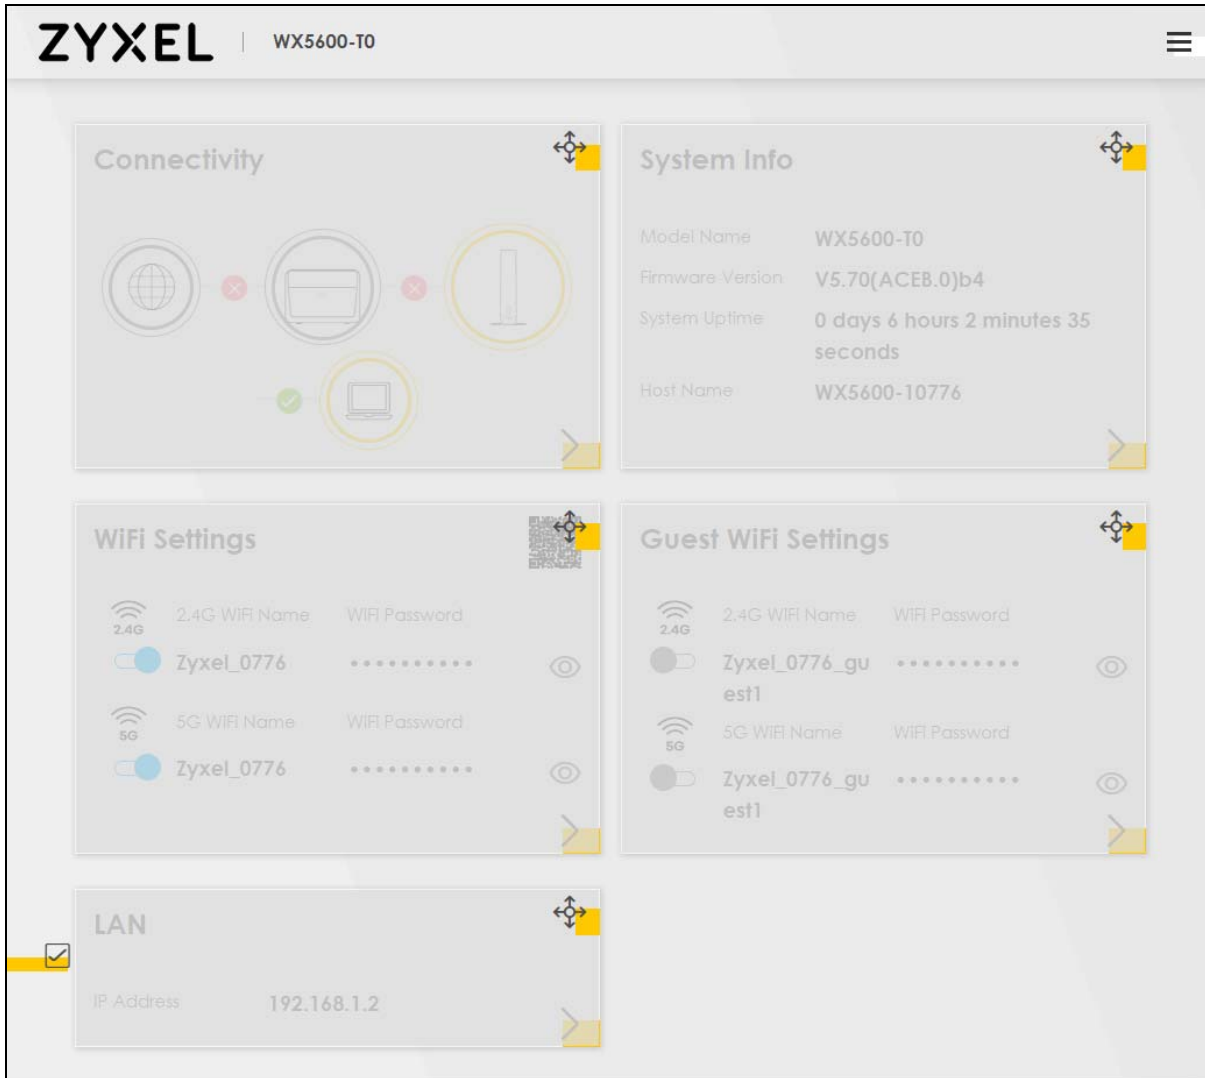 ZYXEL
WX5600-T0
Connectivity
System Info
Model Name WX5600-T0
Firmware Version V5.70(ACEB.0)b4
System Uptime 0 days 6 hours 2 minutes 35
seconds
Host Name WX5600-10776
WiFi Settings
2.4G WiFi Name WiFi Password
2.4G
Zyxel_0776 ••••••••••
5G WiFi Name WiFi Password
5G
Zyxel_0776 ••••••••••
Guest WiFi Settings
2.4G WiFi Name WiFi Password
2.4G
Zyxel_0776_gu ••••••••••
est1
5G WiFi Name WiFi Password
5G
Zyxel_0776_gu ••••••••••
est1
LAN
IP Address 192.168.1.2